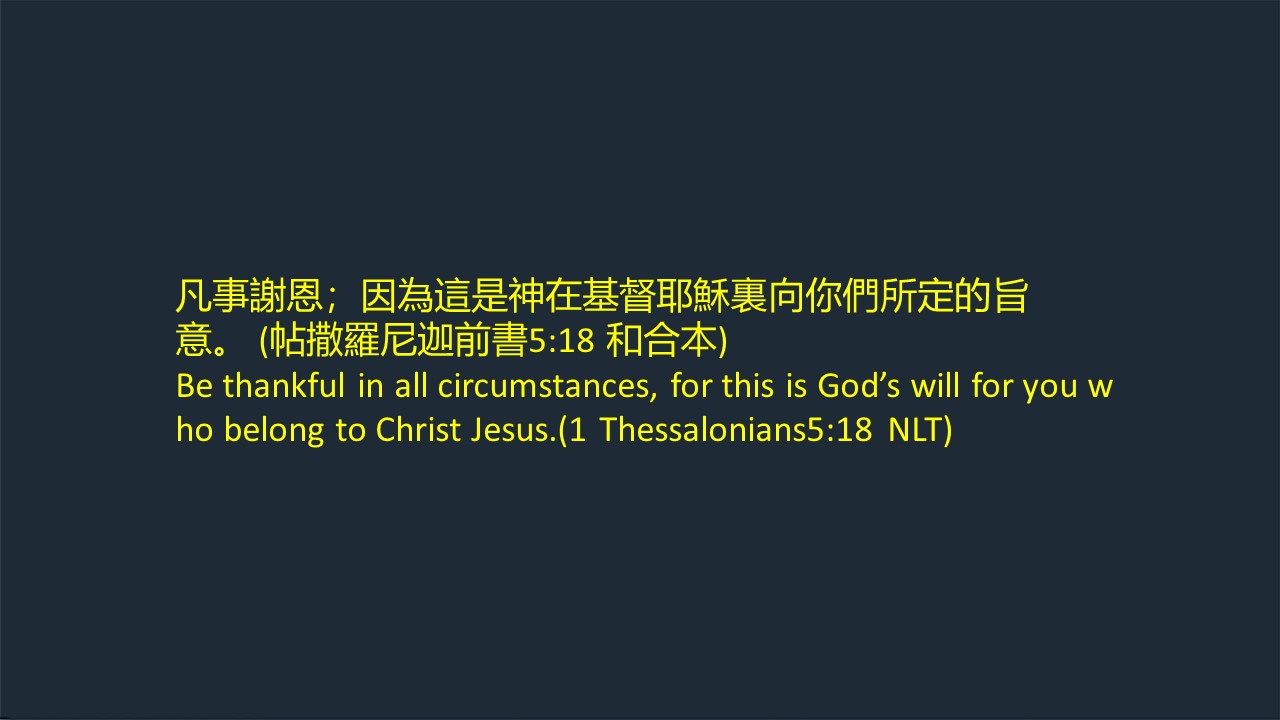 凡事謝恩；因為這是神在基督耶穌裏向你們所定的旨
意。 (帖撒羅尼迦前書5:18 和合本)
Be thankful in all circumstances, for this is God’s will for you w
ho belong to Christ Jesus.(1 Thessalonians5:18 NLT)